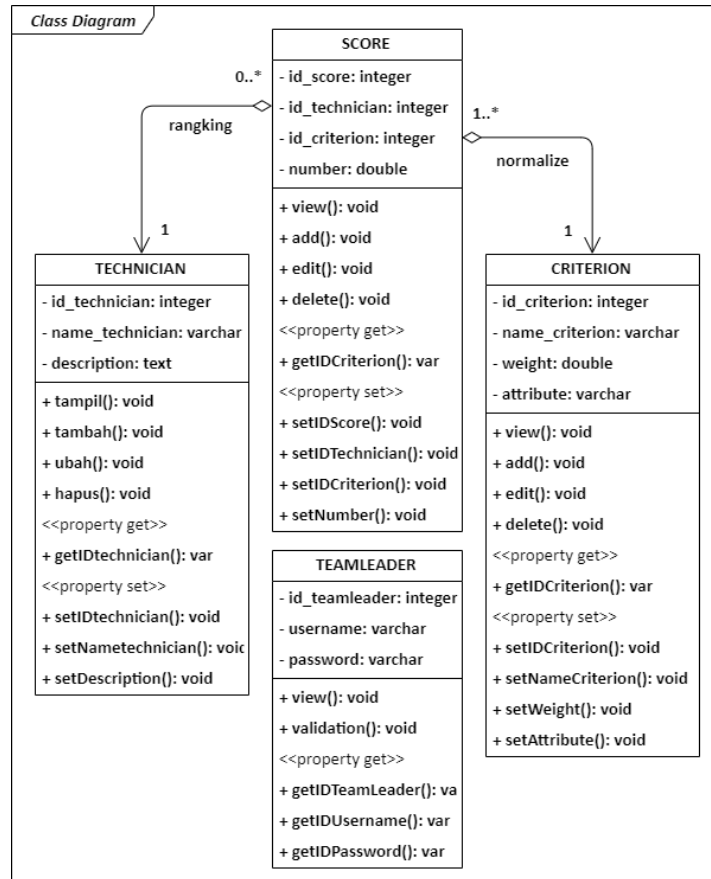 Class Diagram
SCORE
- id_score: integer
- id_technician: integer
- id_criterion: integer
- number: double
+ view(): void
+ add(): void
+ edit(): void
+ delete(): void
<<property get>>
+ getIDCriterion(): var
<<property set>>
+ setIDScore(): void
+ setIDTechnician(): void
+ setIDCriterion(): void
+ setNumber(): void
0..*
rangking
1
1..*
normalize
1
TECHNICIAN
- id_technician: integer
- name_technician: varchar
- description: text
+ tampil(): void
+ tambah(): void
+ ubah(): void
+ hapus(): void
<<property get>>
+ getIDtechnician(): var
<<property set>>
+ setIDtechnician(): void
+ setNametechnician(): void
+ setDescription(): void
CRITERION
- id_criterion: integer
- name_criterion: varchar
- weight: double
- attribute: varchar
+ view(): void
+ add(): void
+ edit(): void
+ delete(): void
<<property get>>
+ getIDCriterion(): var
<<property set>>
+ setIDCriterion(): void
+ setNameCriterion(): void
+ setWeight(): void
+ setAttribute(): void
TEAMLEADER
- id_teamleader: integer
- username: varchar
- password: varchar
+ view(): void
+ validation(): void
<<property get>>
+ getIDTeamLeader(): va
+ getIDUsername(): var
+ getIDPassword(): var